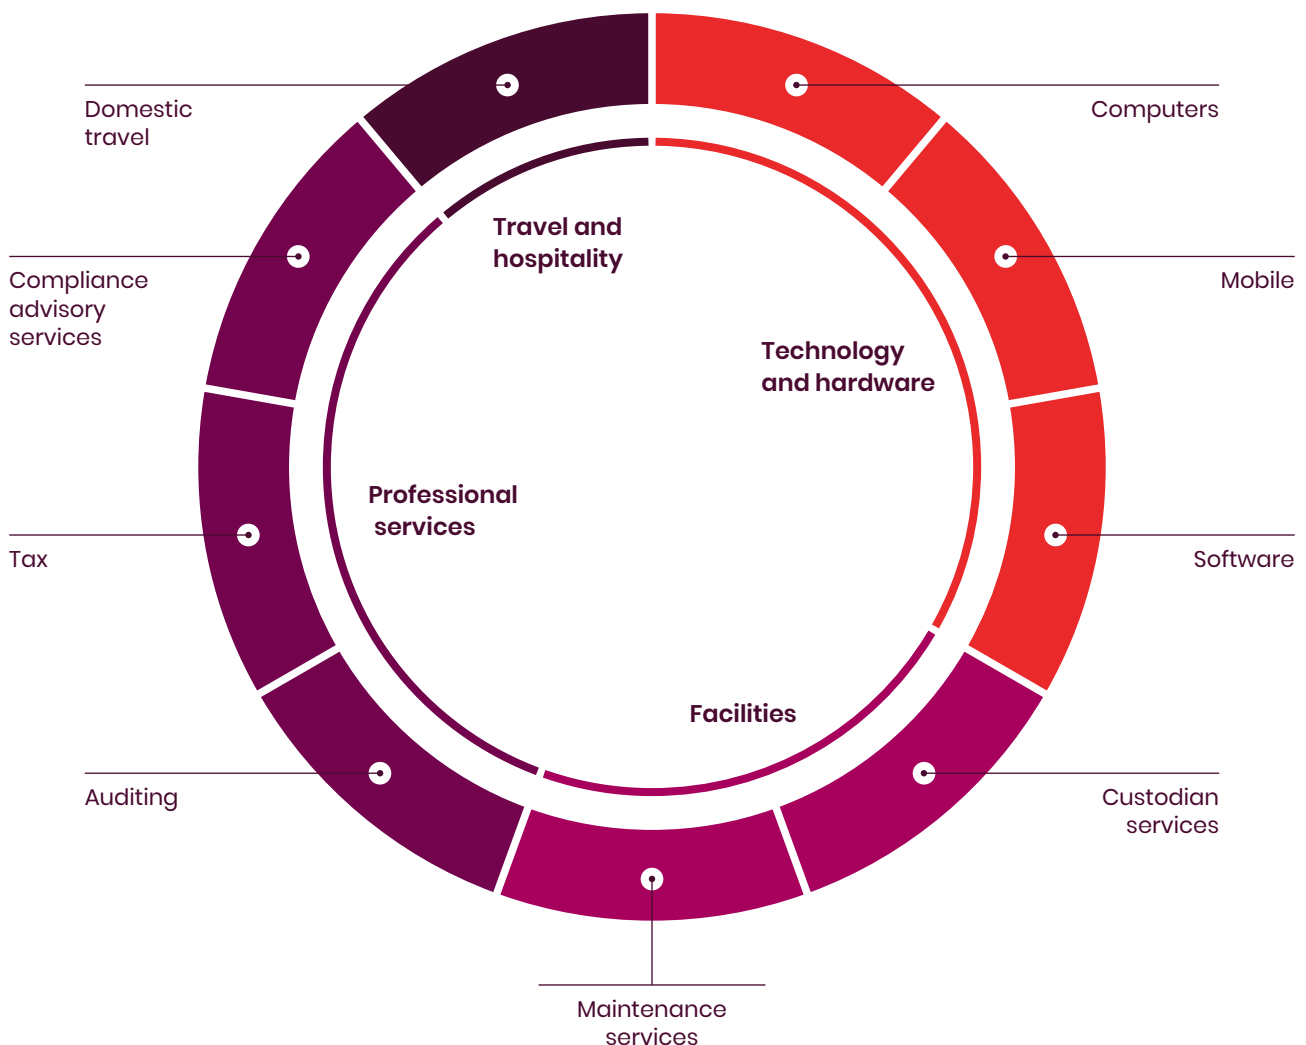 Domestic
travel
Computers
Travel and
hospitality
Compliance
advisory
services
Mobile
Technology
and hardware
Professional
services
Tax
Software
Facilities
Auditing
Custodian
services
Maintenance
services